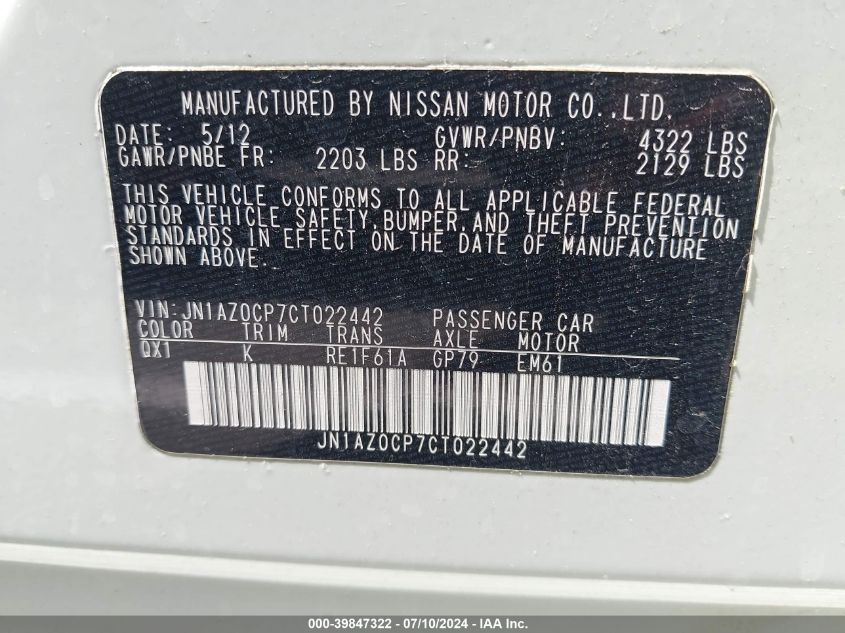 MANUFACTURED BY NISSAN MOTOR CO.,LTD.
DATE: 5/12 GVWR/PNBV: 4322 LBS
GAWR/PNBE FR: 2203 LBS RR: 2129 LBS
THIS VEHICLE CONFORMS TO ALL APPLICABLE FEDERAL
MOTOR VEHICLE SAFETY,BUMPER,AND THEFT PREVENTION
STANDARDS IN EFFECT ON THE DATE OF MANUFACTURE
SHOWN ABOVE.
VIN:JN1AZ0CP7CT022442 PASSENGER CAR
COLOR TRIM TRANS AXLE MOTOR
QX1 K RE1F61A GP79 EM61
JN1AZ0CP7CT022442
000-39847322 - 07/10/2024 - IAA Inc.